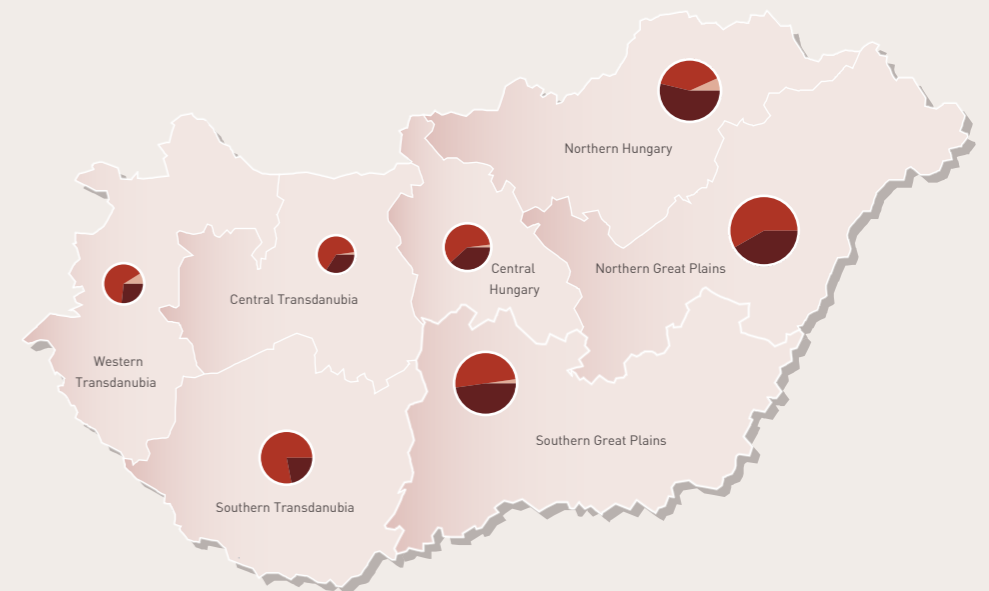 Northern Hungary
Northern Great Plains
Central
Hungary
Central Transdanubia
Western
Transdanubia
Southern Great Plains
Southern Transdanubia